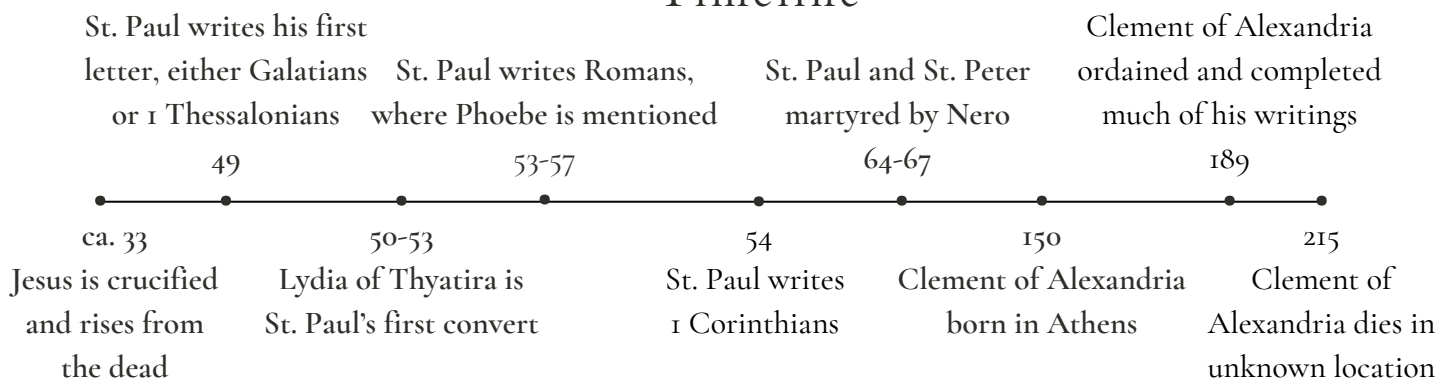 St. Paul writes his first
letter, either Galatians
or 1 Thessalonians
49
St. Paul writes Romans,
where Phoebe is mentioned
53-57
St. Paul and St. Peter
martyred by Nero
64-67
Clement of Alexandria
ordained and completed
much of his writings
189
ca. 33
Jesus is crucified
and rises from
the dead
50-53
Lydia of Thyatira is
St. Paul’s first convert
54
St. Paul writes
1 Corinthians
150
Clement of Alexandria
born in Athens
215
Clement of
Alexandria dies in
unknown location